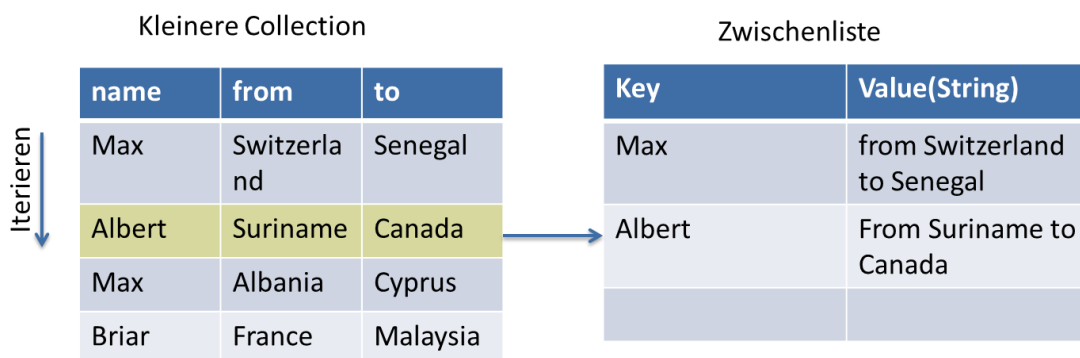 Kleinere Collection
Zwischenliste
Iterieren
name from to
Max Switzerla Senegal
nd
Albert Suriname Canada
Max Albania Cyprus
Briar France Malaysia
Key Value(String)
Max from Switzerland
to Senegal
Albert From Suriname to
Canada